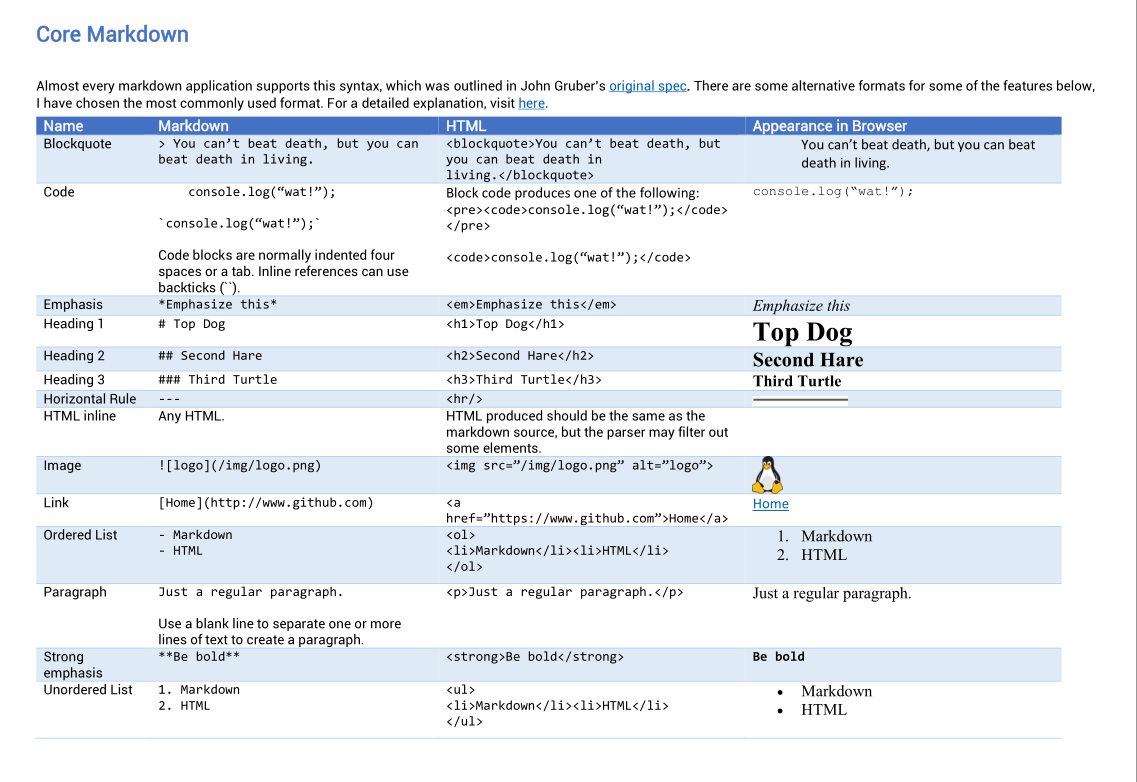 Core Markdown
Almost every markdown application supports this syntax, which was outlined in John Gruber's original spec. There are some alternative formats for some of the features below,
I have chosen the most commonly used format. For a detailed explanation, visit here.
Name Markdown HTML Appearance in Browser
Blockquote > You can’t beat death, but you can <blockquote>You can’t beat death, but You can't beat death, but you can beat
beat death in living. you can beat death in death in living.
living.</blockquote>
Code console.log(“wat!”); Block code produces one of the following: console.log(“wat!”);
<pre><code>console.log(“wat!”);</code>
`console.log(“wat!”);` </pre>
Code blocks are normally indented four <code>console.log(“wat!”);</code>
spaces or a tab. Inline references can use
backticks (``).
Emphasis *Emphasize this* <em>Emphasize this</em> Emphasize this
Heading 1 # Top Dog <h1>Top Dog</h1> Top Dog
Heading 2 ## Second Hare <h2>Second Hare</h2> Second Hare
Heading 3 ### Third Turtle <h3>Third Turtle</h3> Third Turtle
Horizontal Rule --- <hr/>
HTML inline Any HTML. HTML produced should be the same as the
markdown source, but the parser may filter out
some elements.
Image ![logo](/img/logo.png) <img src=”/img/logo.png” alt=”logo”>
Link [Home](http://www.github.com) <a Home
href=”https://www.github.com”>Home</a>
Ordered List - Markdown <ol> 1. Markdown
- HTML <li>Markdown</li><li>HTML</li> 2. HTML
</ol>
Paragraph Just a regular paragraph. <p>Just a regular paragraph.</p> Just a regular paragraph.
Use a blank line to separate one or more
lines of text to create a paragraph.
Strong **Be bold** <strong>Be bold</strong> Be bold
emphasis
Unordered List 1. Markdown <ul> • Markdown
2. HTML <li>Markdown</li><li>HTML</li> • HTML
</ul>